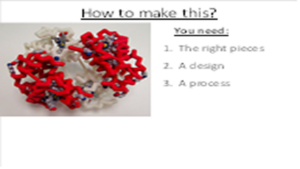 How to make this?
You need:
1. The right pieces
2. A design
3. A process